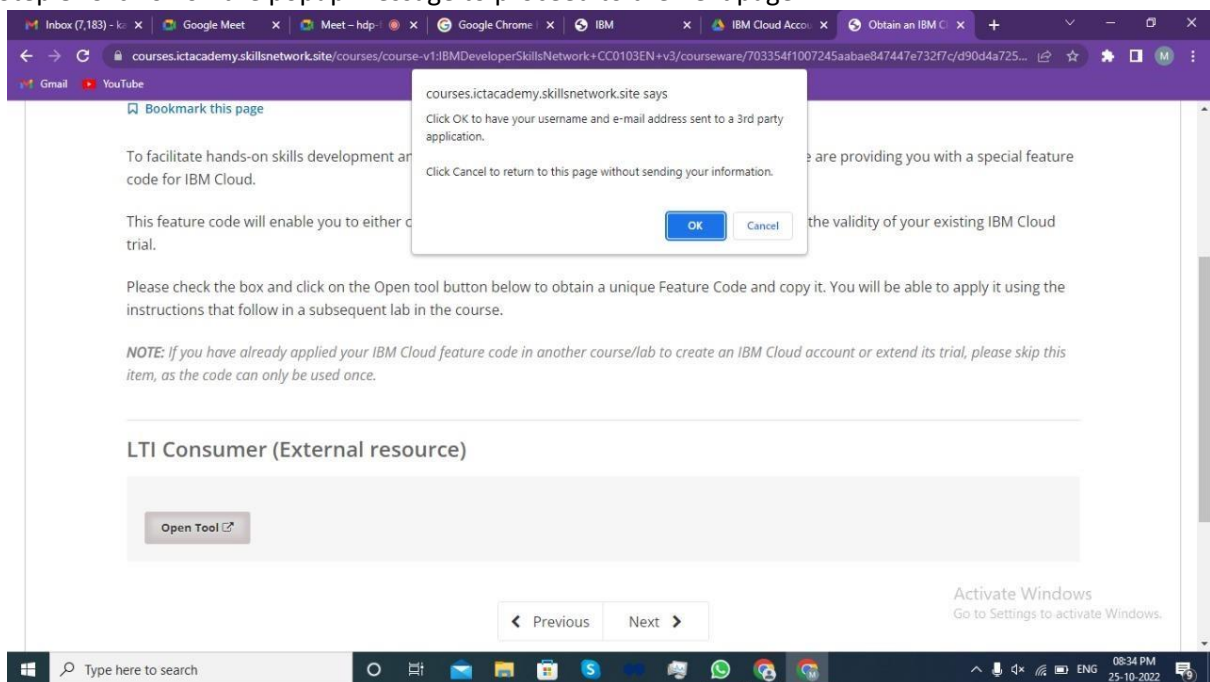 Inbox (7,183) - ka
Google Meet
Meet – hdp-
Google Chrome
IBM
IBM Cloud Accou
Obtain an IBM C
courses.ictacademy.skillsnetwork.site/courses/course-v1:IBMDeveloperSkillsNetwork+CC0103EN+v3/courseware/703354f1007245aabae847447e732f7c/d90d4a725...
M
Gmail
YouTube
Bookmark this page
courses.ictacademy.skillsnetwork.site says
Click OK to have your username and e-mail address sent to a 3rd party
application.
Click Cancel to return to this page without sending your information.
OK
Cancel
To facilitate hands-on skills development
are providing you with a special feature
code for IBM Cloud.
This feature code will enable you to either
the validity of your existing IBM Cloud
trial.
Please check the box and click on the Open tool button below to obtain a unique Feature Code and copy it. You will be able to apply it using the
instructions that follow in a subsequent lab in the course.
NOTE: If you have already applied your IBM Cloud feature code in another course/lab to create an IBM Cloud account or extend its trial, please skip this
item, as the code can only be used once.
LTI Consumer (External resource)
Open Tool
Previous
Next
Activate Windows
Go to Settings to activate Windows.
Type here to search
ENG
08:34 PM
25-10-2022